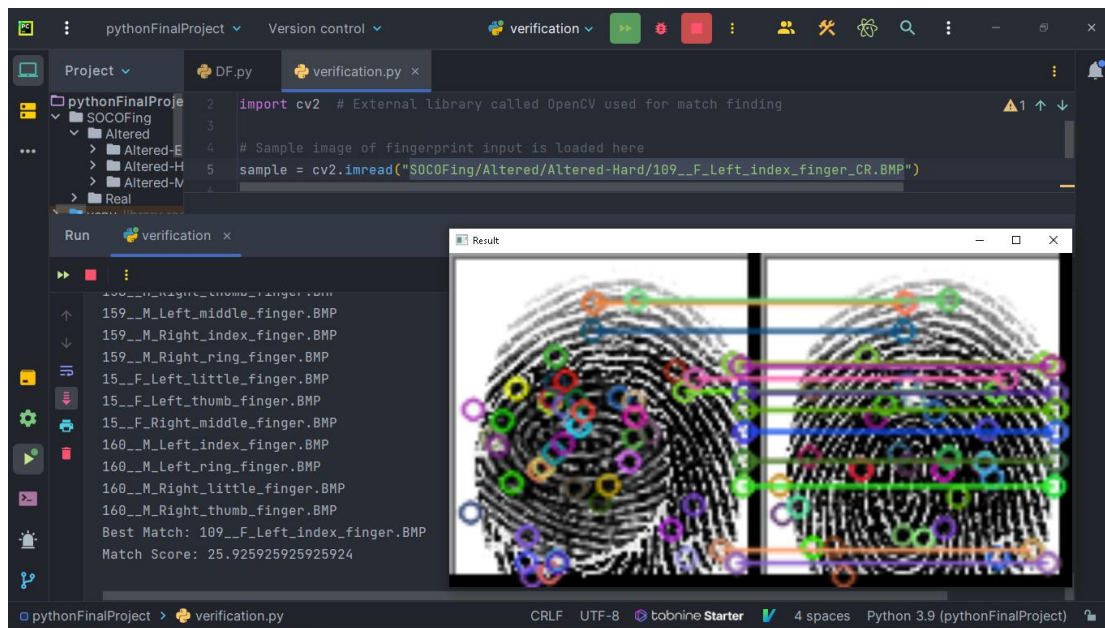 PC pythonFinalProject Version control verification
Project
DF.py verification.py ×
pythonFinalProje
SOCOFing
Altered
Altered-E
Altered-H
Altered-M
Real
2 import cv2 # External library called OpenCV used for match finding
1
3
4 # Sample image of fingerprint input is loaded here
5 sample = cv2.imread("SOCOFing/Altered/Altered-Hard/109__F_Left_index_finger_CR.BMP")
Run verification ×
159__M_Left_middle_finger.BMP
159__M_Right_index_finger.BMP
159__M_Right_ring_finger.BMP
15__F_Left_little_finger.BMP
15__F_Left_thumb_finger.BMP
15__F_Right_middle_finger.BMP
160__M_Left_index_finger.BMP
160__M_Left_ring_finger.BMP
160__M_Right_little_finger.BMP
160__M_Right_thumb_finger.BMP
Best Match: 109__F_Left_index_finger.BMP
Match Score: 25.925925925925924
Result
pythonFinalProject > verification.py CRLF UTF-8 tabnine Starter 4 spaces Python 3.9 (pythonFinalProject)